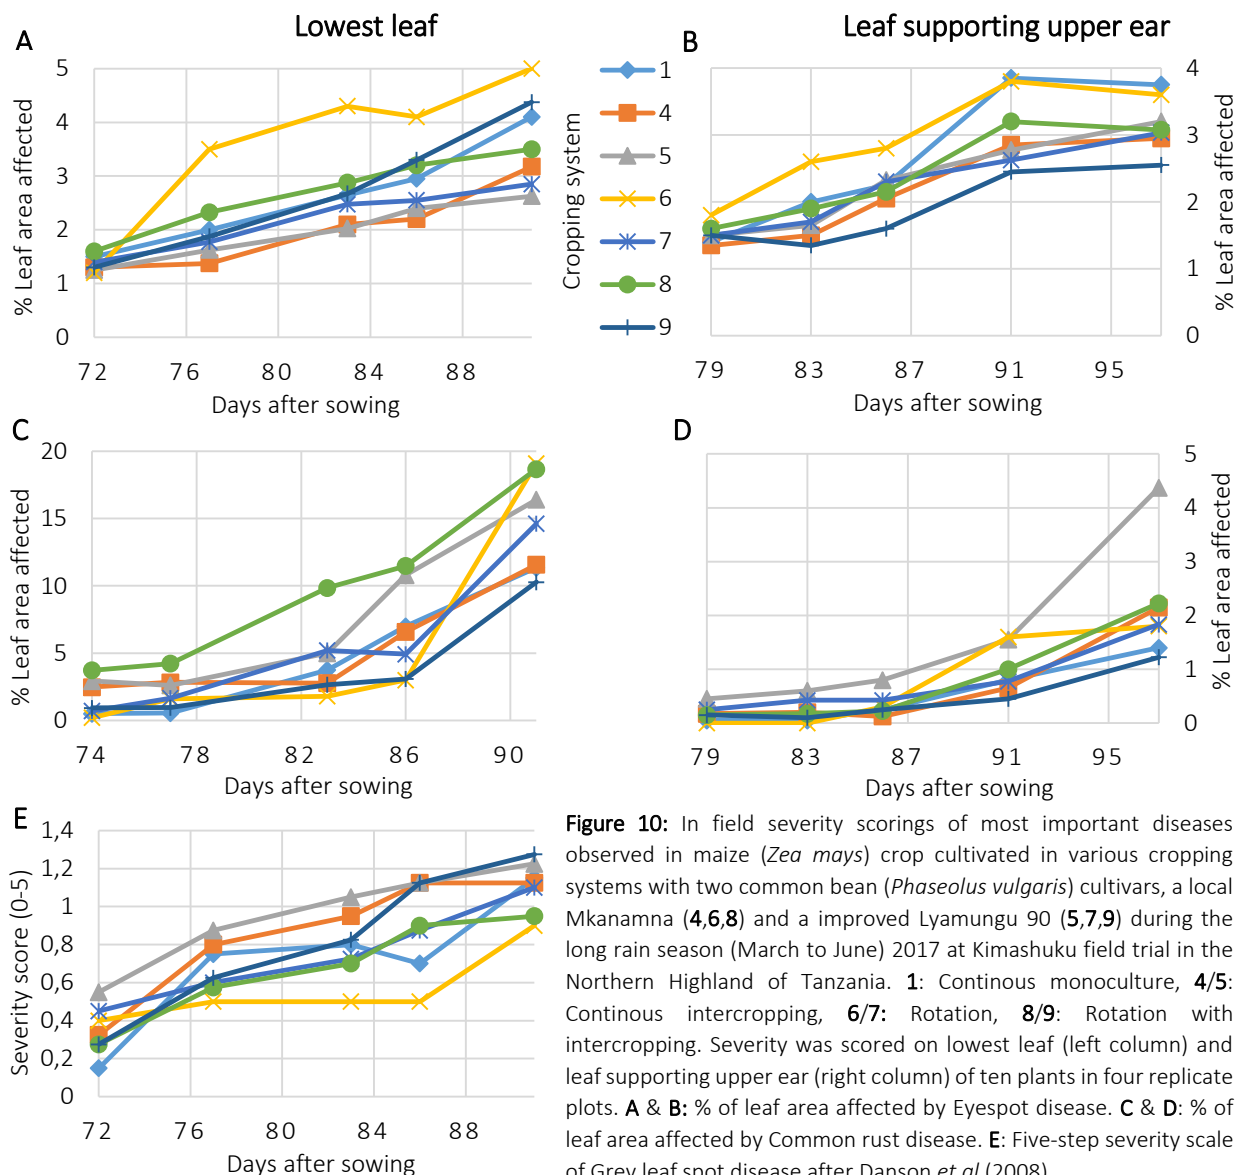 Lowest leaf
Leaf supporting upper ear
A
5
4
3
2
1
0
% Leaf area affected
72 76 80 84 88
Days after sowing
Cropping system
1
4
5
6
7
8
9
B
4
3
2
1
0
% Leaf area affected
79 83 87 91 95
Days after sowing
C
20
15
10
5
0
% Leaf area affected
74 78 82 86 90
Days after sowing
D
5
4
3
2
1
0
% Leaf area affected
79 83 87 91 95
Days after sowing
E
1,4
1,2
1
0,8
0,6
0,4
0,2
0
Severity score (0-5)
72 76 80 84 88
Days after sowing
Figure 10: In field severity scorings of most important diseases
observed in maize (Zea mays) crop cultivated in various cropping
systems with two common bean (Phaseolus vulgaris) cultivars, a local
Mkanamna (4,6,8) and a improved Lyamungu 90 (5,7,9) during the
long rain season (March to June) 2017 at Kimashuku field trial in the
Northern Highland of Tanzania. 1: Continous monoculture, 4/5:
Continous intercropping, 6/7: Rotation, 8/9: Rotation with
intercropping. Severity was scored on lowest leaf (left column) and
leaf supporting upper ear (right column) of ten plants in four replicate
plots. A & B: % of leaf area affected by Eyespot disease. C & D: % of
leaf area affected by Common rust disease. E: Five-step severity scale
of Grey leaf spot disease after Danson et al (2008)